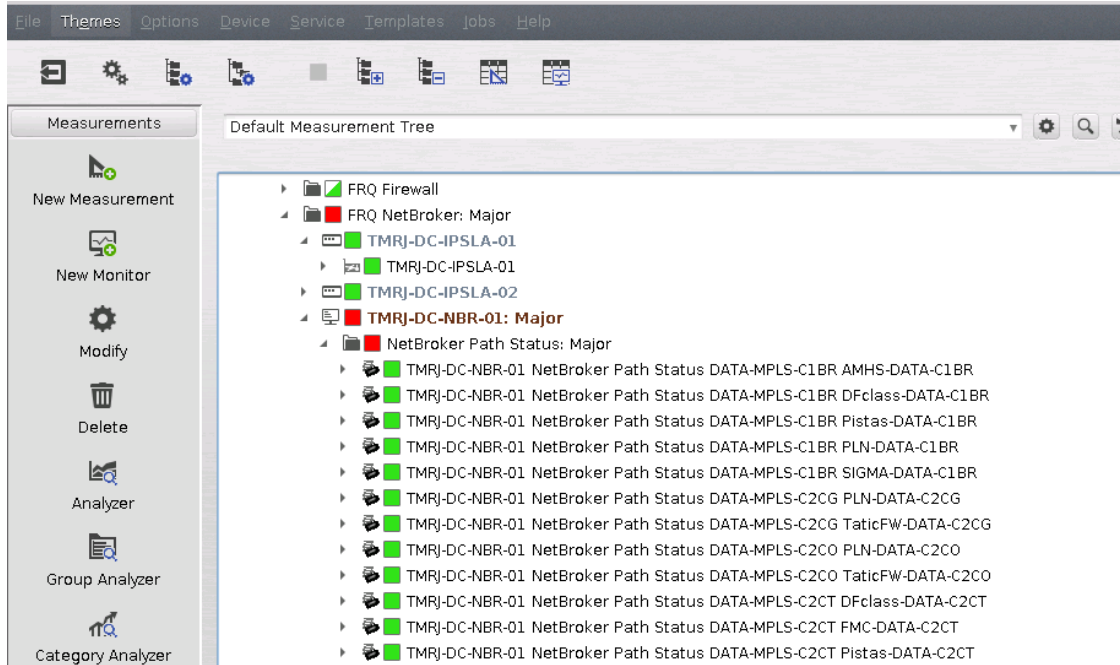 File Themes Options Device Service Templates Jobs Help
Measurements
Default Measurement Tree
New Measurement
New Monitor
Modify
Delete
Analyzer
Group Analyzer
Category Analyzer
FRQ Firewall
FRQ NetBroker: Major
TMRJ-DC-IPSLA-01
TMRJ-DC-IPSLA-01
TMRJ-DC-IPSLA-02
TMRJ-DC-NBR-01: Major
NetBroker Path Status: Major
TMRJ-DC-NBR-01 NetBroker Path Status DATA-MPLS-C1BR AMHS-DATA-C1BR
TMRJ-DC-NBR-01 NetBroker Path Status DATA-MPLS-C1BR DFclass-DATA-C1BR
TMRJ-DC-NBR-01 NetBroker Path Status DATA-MPLS-C1BR Pistas-DATA-C1BR
TMRJ-DC-NBR-01 NetBroker Path Status DATA-MPLS-C1BR PLN-DATA-C1BR
TMRJ-DC-NBR-01 NetBroker Path Status DATA-MPLS-C1BR SIGMA-DATA-C1BR
TMRJ-DC-NBR-01 NetBroker Path Status DATA-MPLS-C2CG PLN-DATA-C2CG
TMRJ-DC-NBR-01 NetBroker Path Status DATA-MPLS-C2CG TaticFW-DATA-C2CG
TMRJ-DC-NBR-01 NetBroker Path Status DATA-MPLS-C2CO PLN-DATA-C2CO
TMRJ-DC-NBR-01 NetBroker Path Status DATA-MPLS-C2CO TaticFW-DATA-C2CO
TMRJ-DC-NBR-01 NetBroker Path Status DATA-MPLS-C2CT DFclass-DATA-C2CT
TMRJ-DC-NBR-01 NetBroker Path Status DATA-MPLS-C2CT FMC-DATA-C2CT
TMRJ-DC-NBR-01 NetBroker Path Status DATA-MPLS-C2CT Pistas-DATA-C2CT